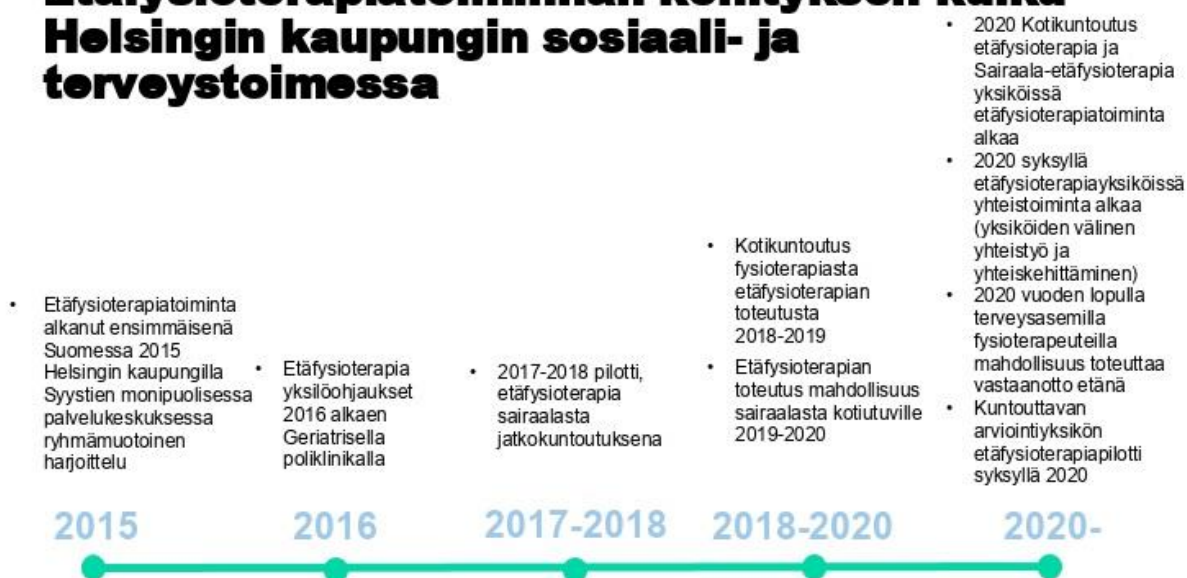 Helsingin kaupungin sosiaali- ja
terveystoimessa
• Etäfysioterapiatoiminta
alkanut ensimmäisenä
Suomessa 2015
Helsingin kaupungilla
Syystien monipuolisessa
palvelukeskuksessa
ryhmämuotoinen
harjoittelu
• Etäfysioterapia
yksilöohjaukset
2016 alkaen
Geriatrisella
poliklinikalla
• 2017-2018 pilotti,
etäfysioterapia
sairaalasta
jatkokuntoutuksena
• Kotikuntoutus
fysioterapiasta
etäfysioterapian
toteutusta
2018-2019
• Etäfysioterapian
toteutus mahdollisuus
sairaalasta kotiutuville
2019-2020
• 2020 Kotikuntoutus
etäfysioterapia ja
Sairaala-etäfysioterapia
yksiköissä
etäfysioterapiatoiminta
alkaa
• 2020 syksyllä
etäfysioterapiayksiköissä
yhteistoiminta alkaa
(yksiköiden välinen
yhteistyö ja
yhteiskehittäminen)
• 2020 vuoden lopulla
terveysasemilla
fysioterapeuteilla
mahdollisuus toteuttaa
vastaanotto etänä
• Kuntouttavan
arviointiyksikön
etäfysioterapiapilotti
syksyllä 2020
2015
2016
2017-2018
2018-2020
2020-